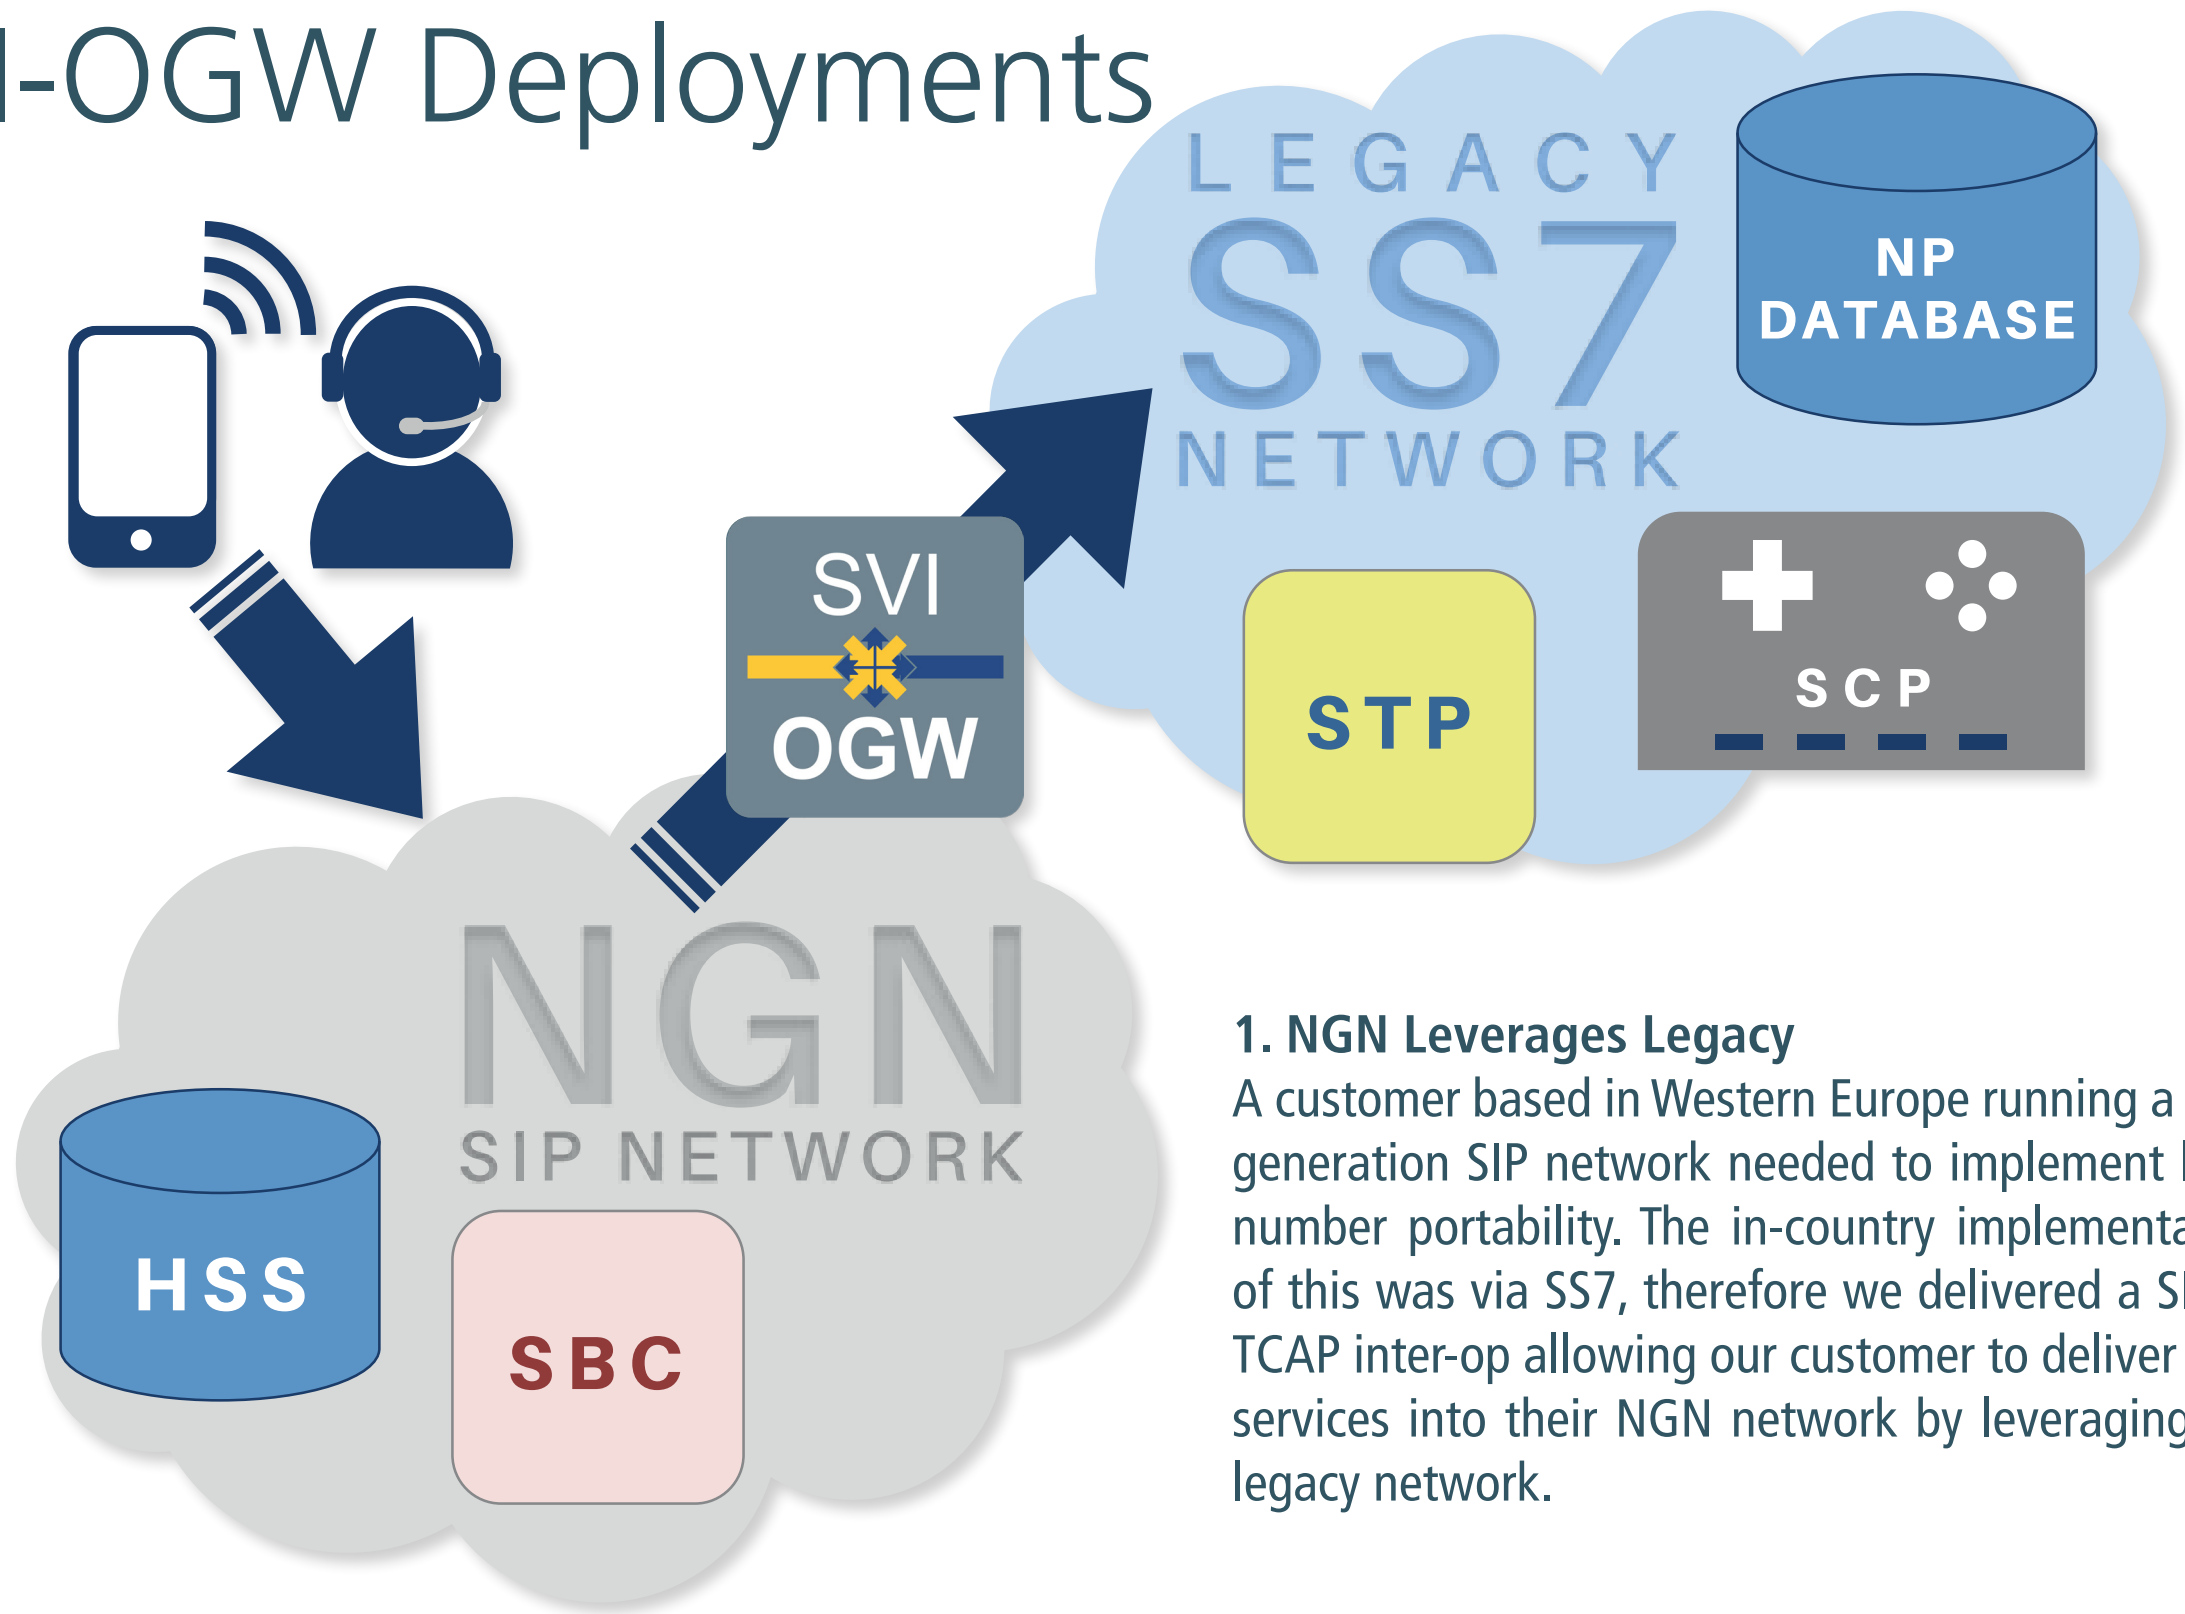 I-OGW Deployments
LEGACY
SS7
NETWORK
NP
DATABASE
SVI
OGW
STP
SCP
NGN
SIP NETWORK
HSS
SBC
1. NGN Leverages Legacy
A customer based in Western Europe running a
generation SIP network needed to implement
number portability. The in-country
of this was via SS7, therefore we delivered a
TCAP inter-op allowing our customer to deliver
services into their NGN network by leveraging
legacy network.